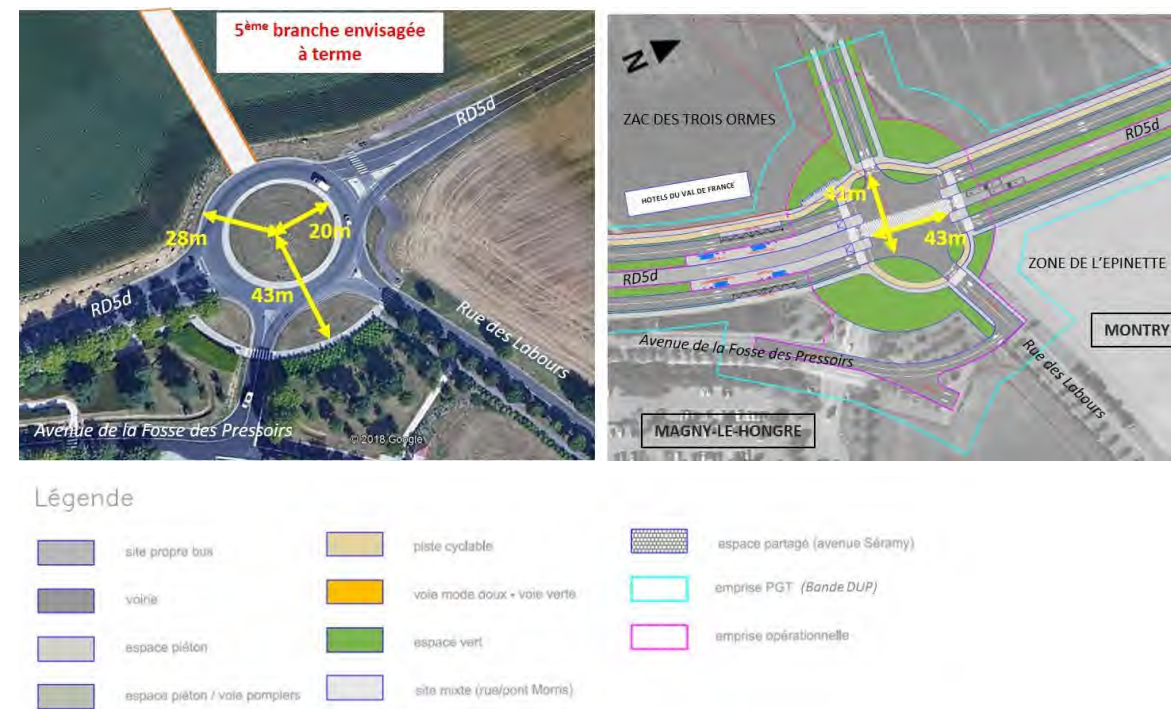 5ème branche envisagée
à terme
RD5d
28m
20m
43m
RD5d
Rue des Labours
Avenue de la Fosse des Pressoirs
© 2018 Google
N
ZAC DES TROIS ORMES
RD5d
HOTELS DU VAL DE FRANCE
41m
43m
ZONE DE L'EPINETTE
RD5d
MONTRY
Avenue de la Fosse des Pressoirs
Rue des Labours
MAGNY-LE-HONGRE
Légende
site propre bus
voirie
espace piéton
espace piéton / voie pompiers
piste cyclable
voie mode doux - voie verte
espace vert
site mixte (rue/pont Morris)
espace partagé (avenue Séramy)
emprise PGT (Bande DUP)
emprise opérationnelle